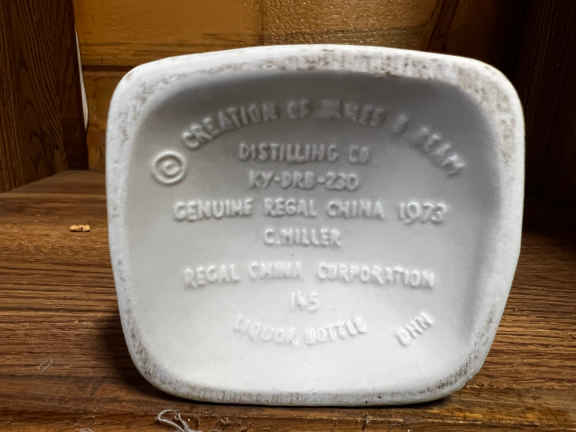 © CREATION OF JAMES B BEAM
DISTILLING CO
KY-DRB-230
GENUINE REGAL CHINA 1973
C. MILLER
REGAL CHINA CORPORATION
145
LIQUOR BOTTLE